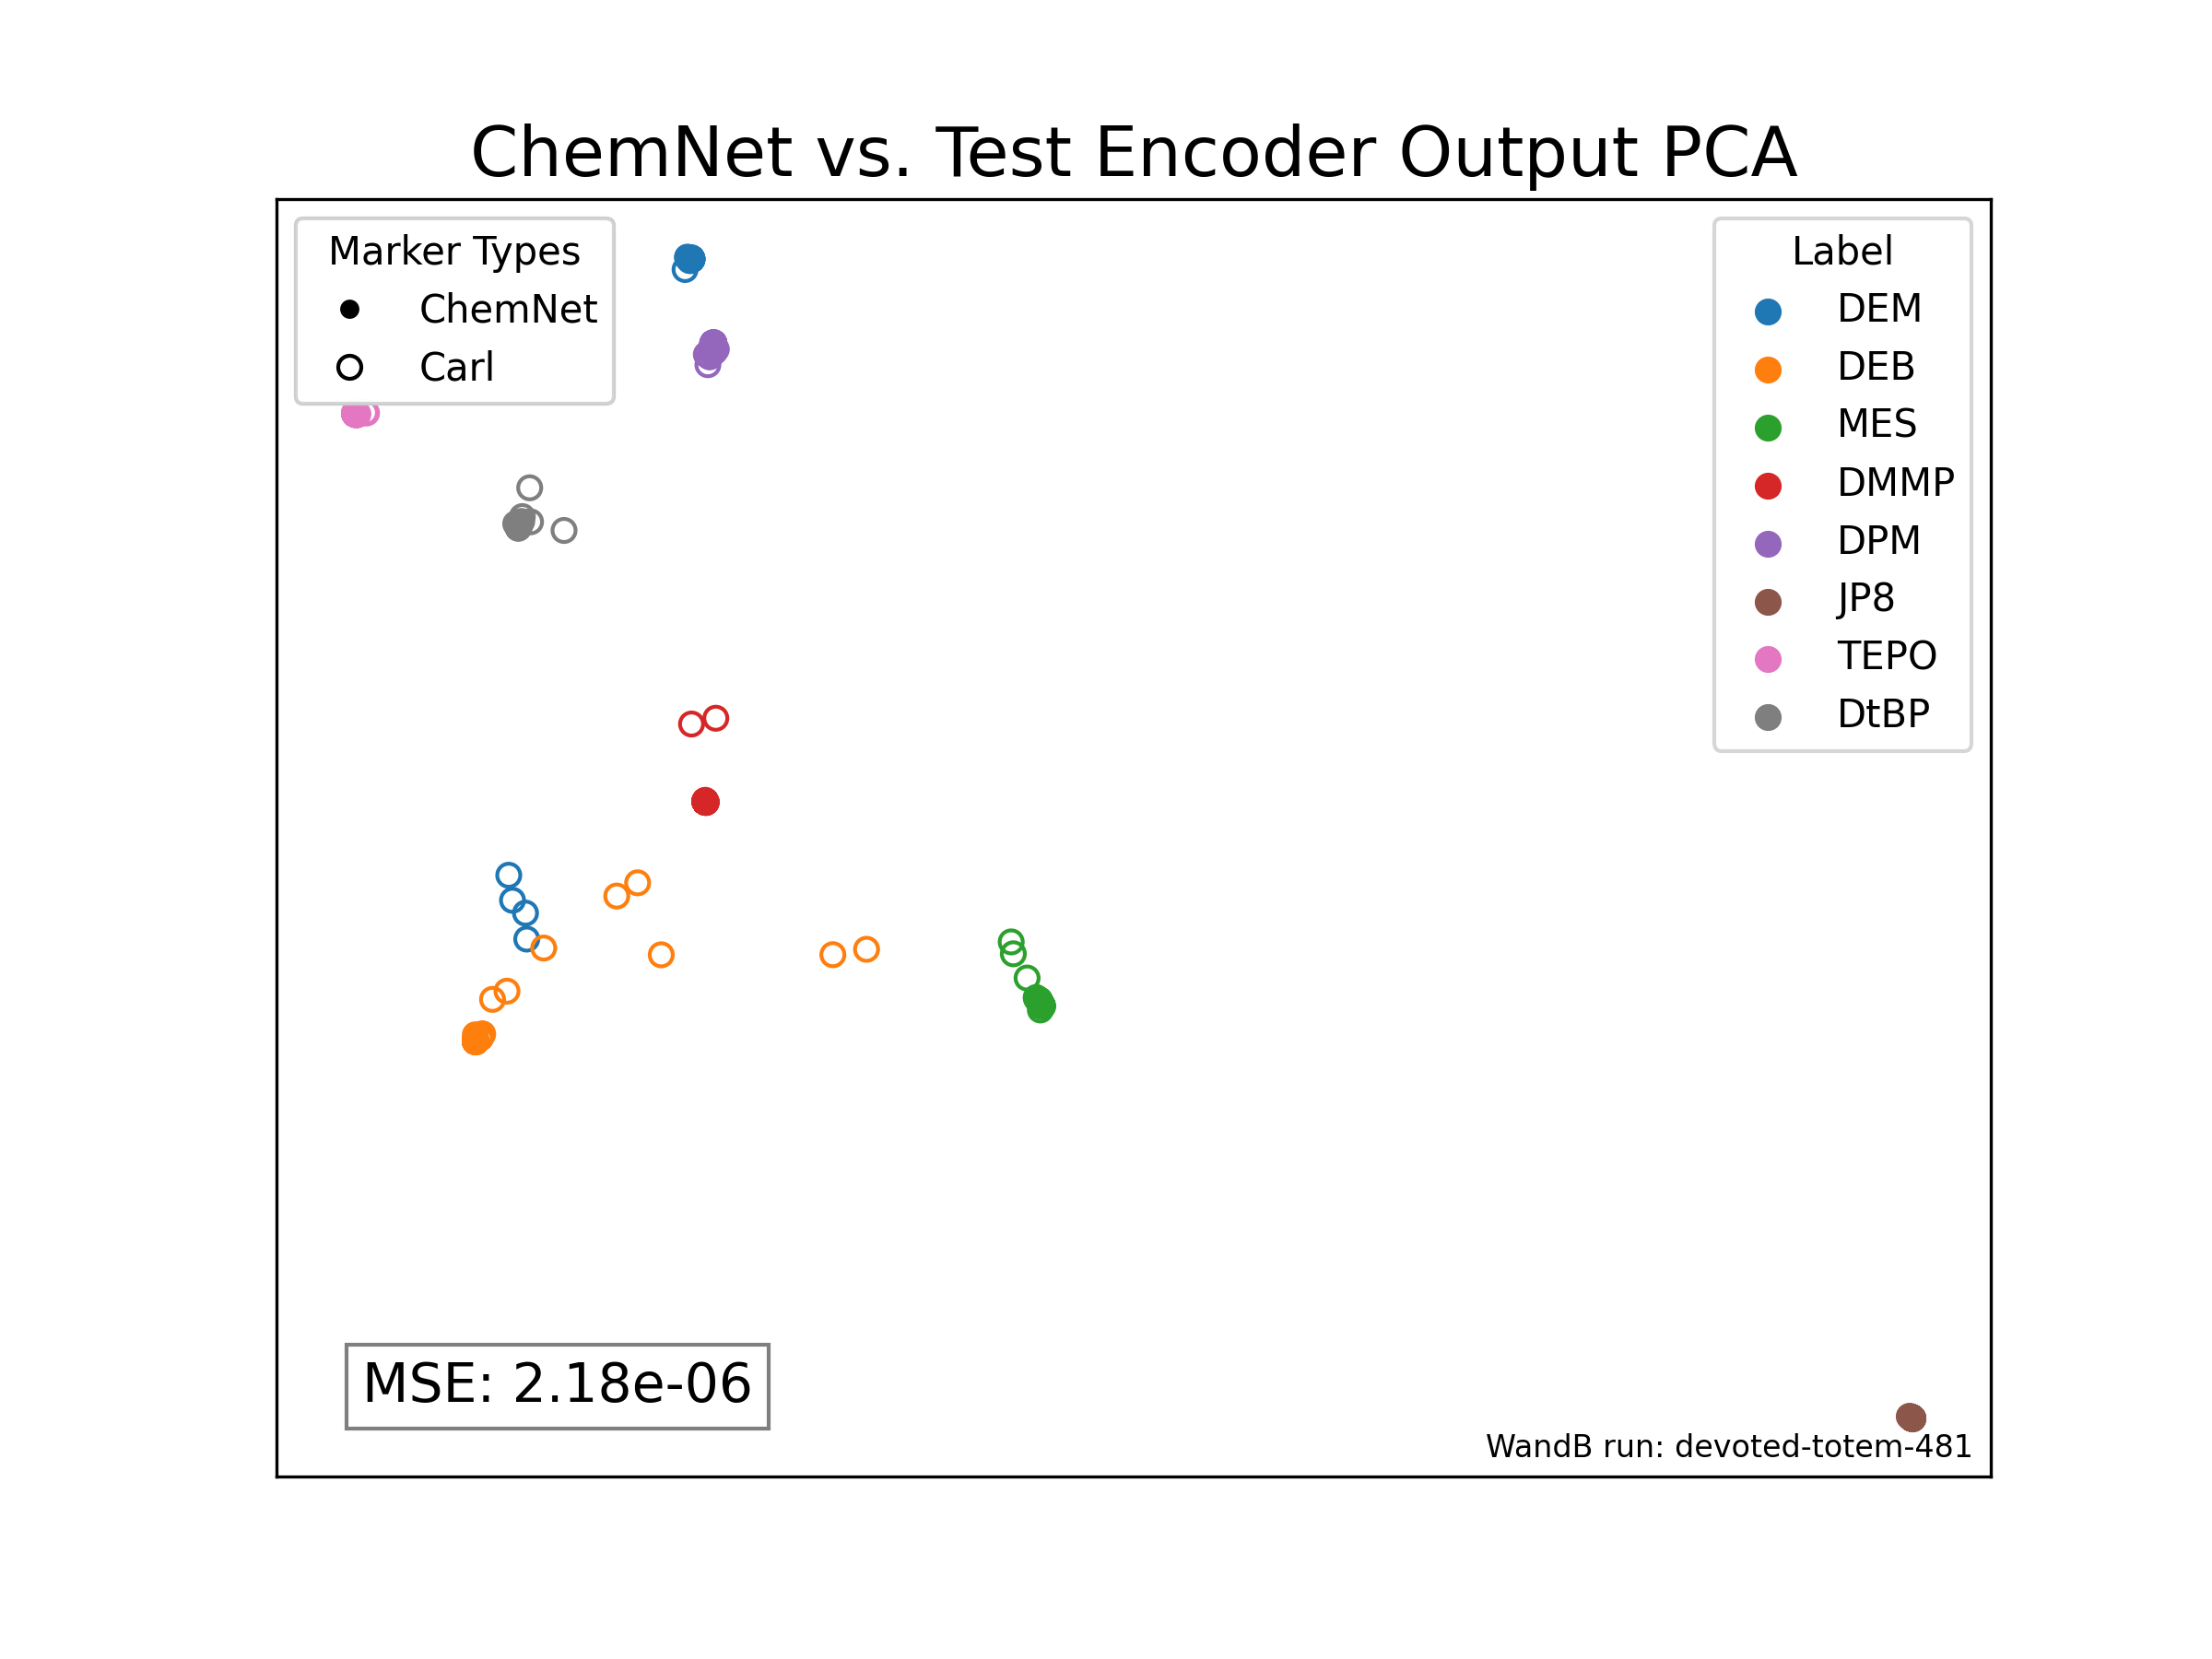 ChemNet vs. Test Encoder Output PCA
Marker Types
ChemNet
Carl
Label
DEM
DEB
MES
DMMP
DPM
JP8
TEPO
DtBP
MSE: 2.18e-06
WandB run: devoted-totem-481